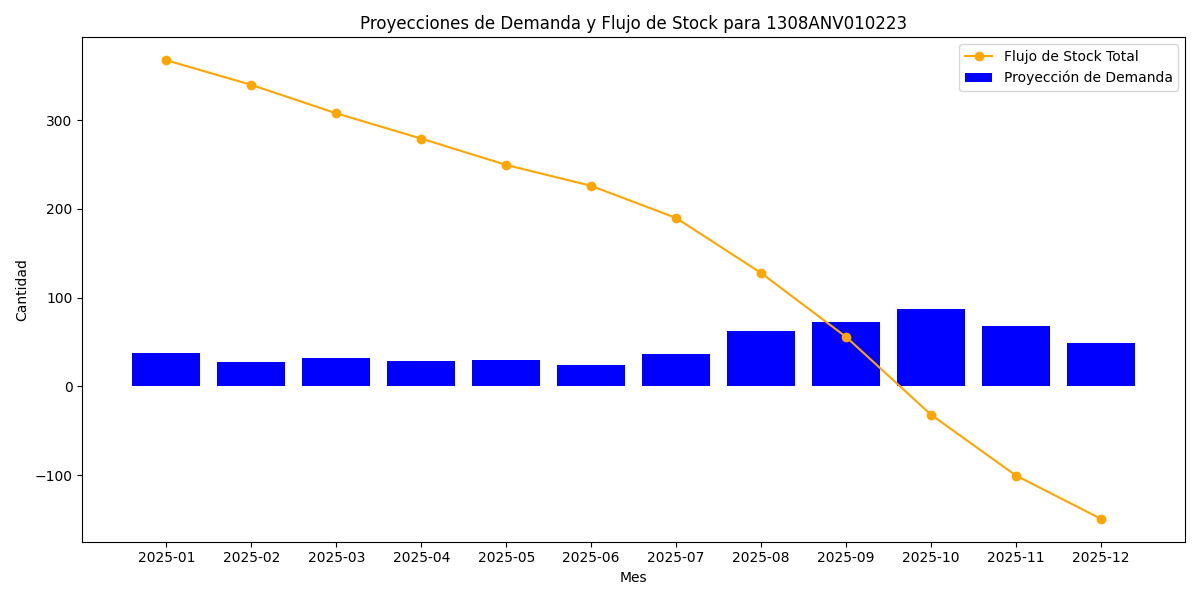 Proyecciones de Demanda y Flujo de Stock para 1308ANV010223
Flujo de Stock Total
Proyección de Demanda
Cantidad
300
200
100
0
−100
2025-01 2025-02 2025-03 2025-04 2025-05 2025-06 2025-07 2025-08 2025-09 2025-10 2025-11 2025-12
Mes